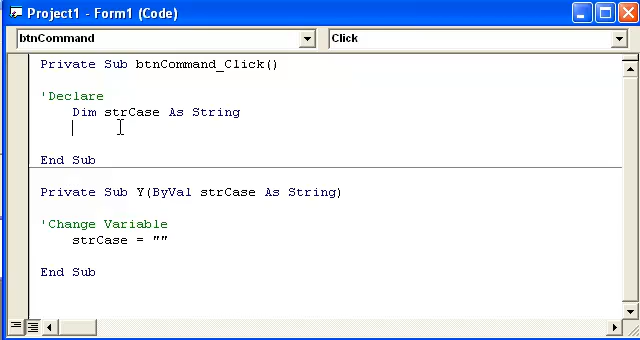 Project1 - Form1 (Code)
btnCommand Click
Private Sub btnCommand_Click()
'Declare
Dim strCase As String
End Sub
Private Sub Y(ByVal strCase As String)
'Change Variable
strCase = ""
End Sub